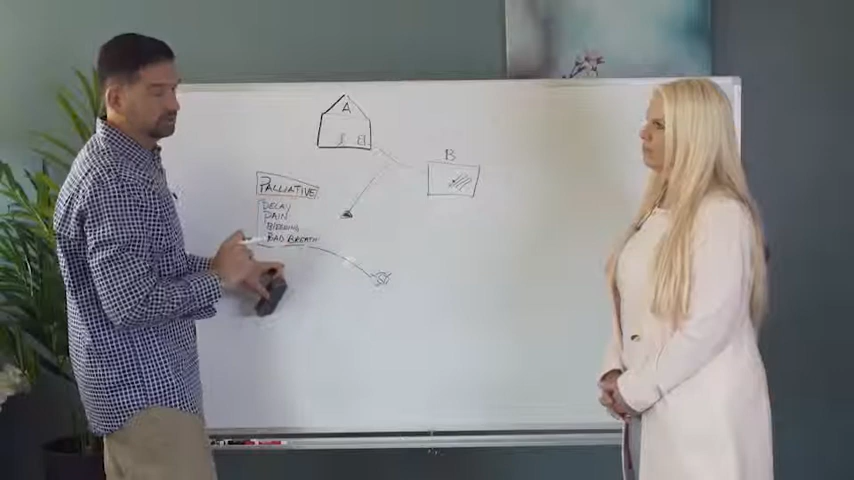 A
B
PALLIATIVE
DECAY
PAIN
BLEEDING
BAD BREATH